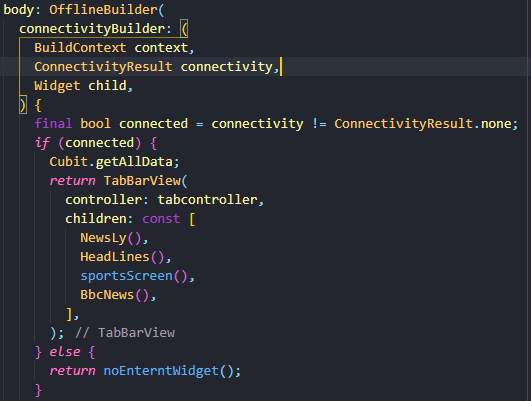 body: OfflineBuilder(
connectivityBuilder: (
BuildContext context,
ConnectivityResult connectivity,
Widget child,
) {
final bool connected = connectivity != ConnectivityResult.none;
if (connected) {
Cubit.getAllData;
return TabBarView(
controller: tabcontroller,
children: const [
NewsLy(),
HeadLines(),
sportsScreen(),
BbcNews(),
],
); // TabBarView
} else {
return noEnterntWidget();
}